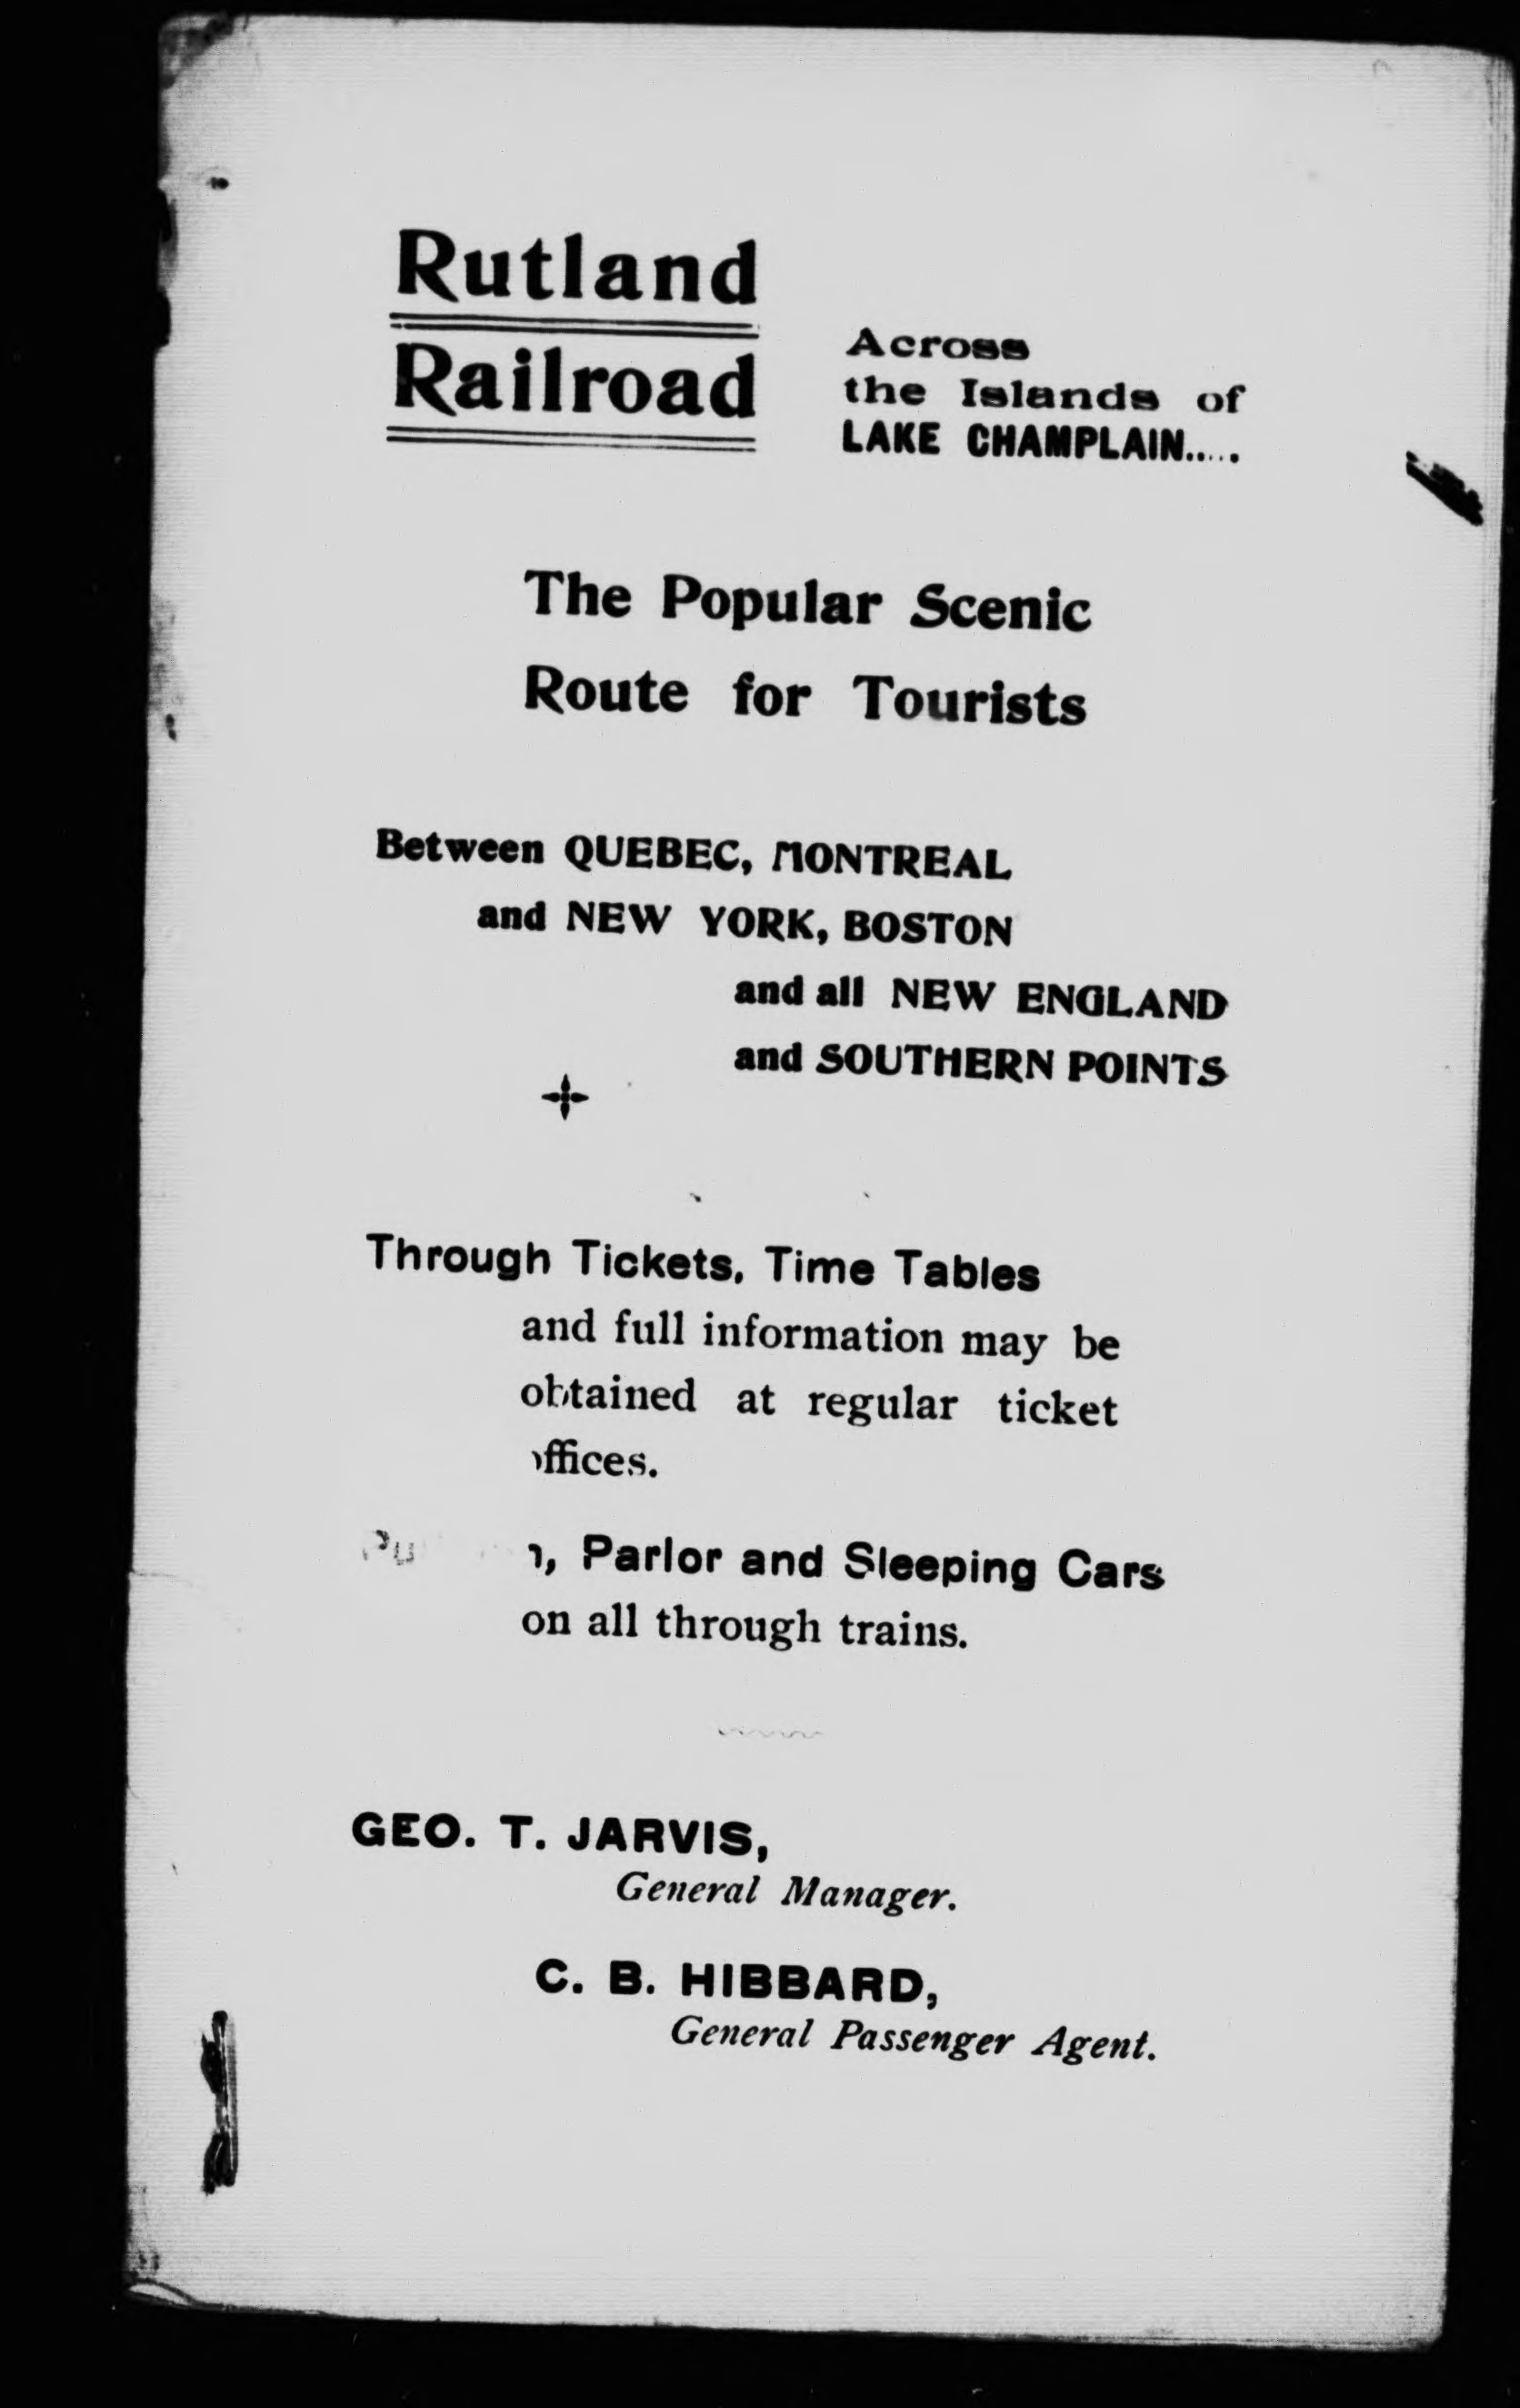 Rutland
Railroad
Across
the Islands of
LAKE CHAMPLAIN.....
The Popular Scenic
Route for Tourists
Between QUEBEC, MONTREAL
and NEW YORK, BOSTON
and all NEW ENGLAND
and SOUTHERN POINTS
Through Tickets, Time Tables
and full information may be
obtained at regular ticket
offices.
Parlor and Sleeping Cars
on all through trains.
GEO. T. JARVIS,
General Manager.
C. B. HIBBARD,
General Passenger Agent.